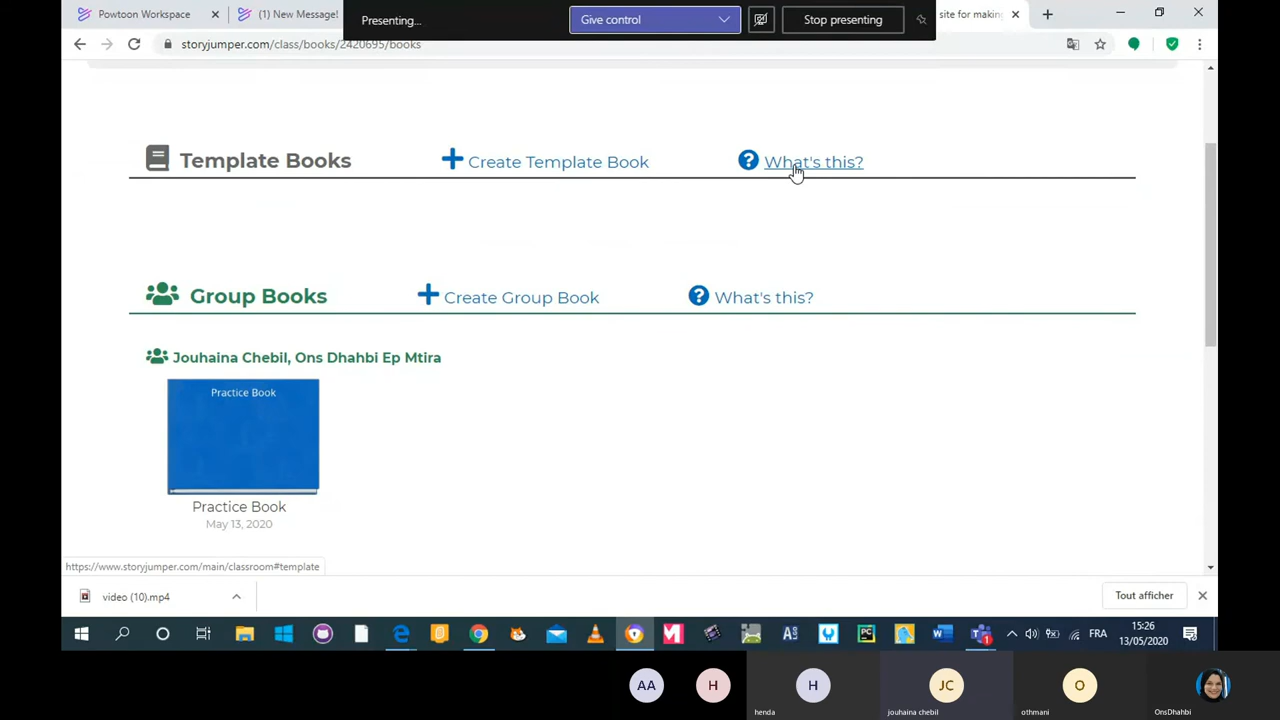 Powtoon Workspace
(1) New Message!
Presenting...
Give control
Stop presenting
site for making
storyjumper.com/class/books/2420695/books
Template Books
Create Template Book
What's this?
Group Books
Create Group Book
What's this?
Jouhaina Chebil, Ons Dhahbi Ep Mtira
Practice Book
Practice Book
May 13, 2020
https://www.storyjumper.com/main/classroom#template
video (10).mp4
Tout afficher
FRA
15:26
13/05/2020
AA
H
H
JC
O
henda
jouhaina chebil
othmani
OnsDhahbi